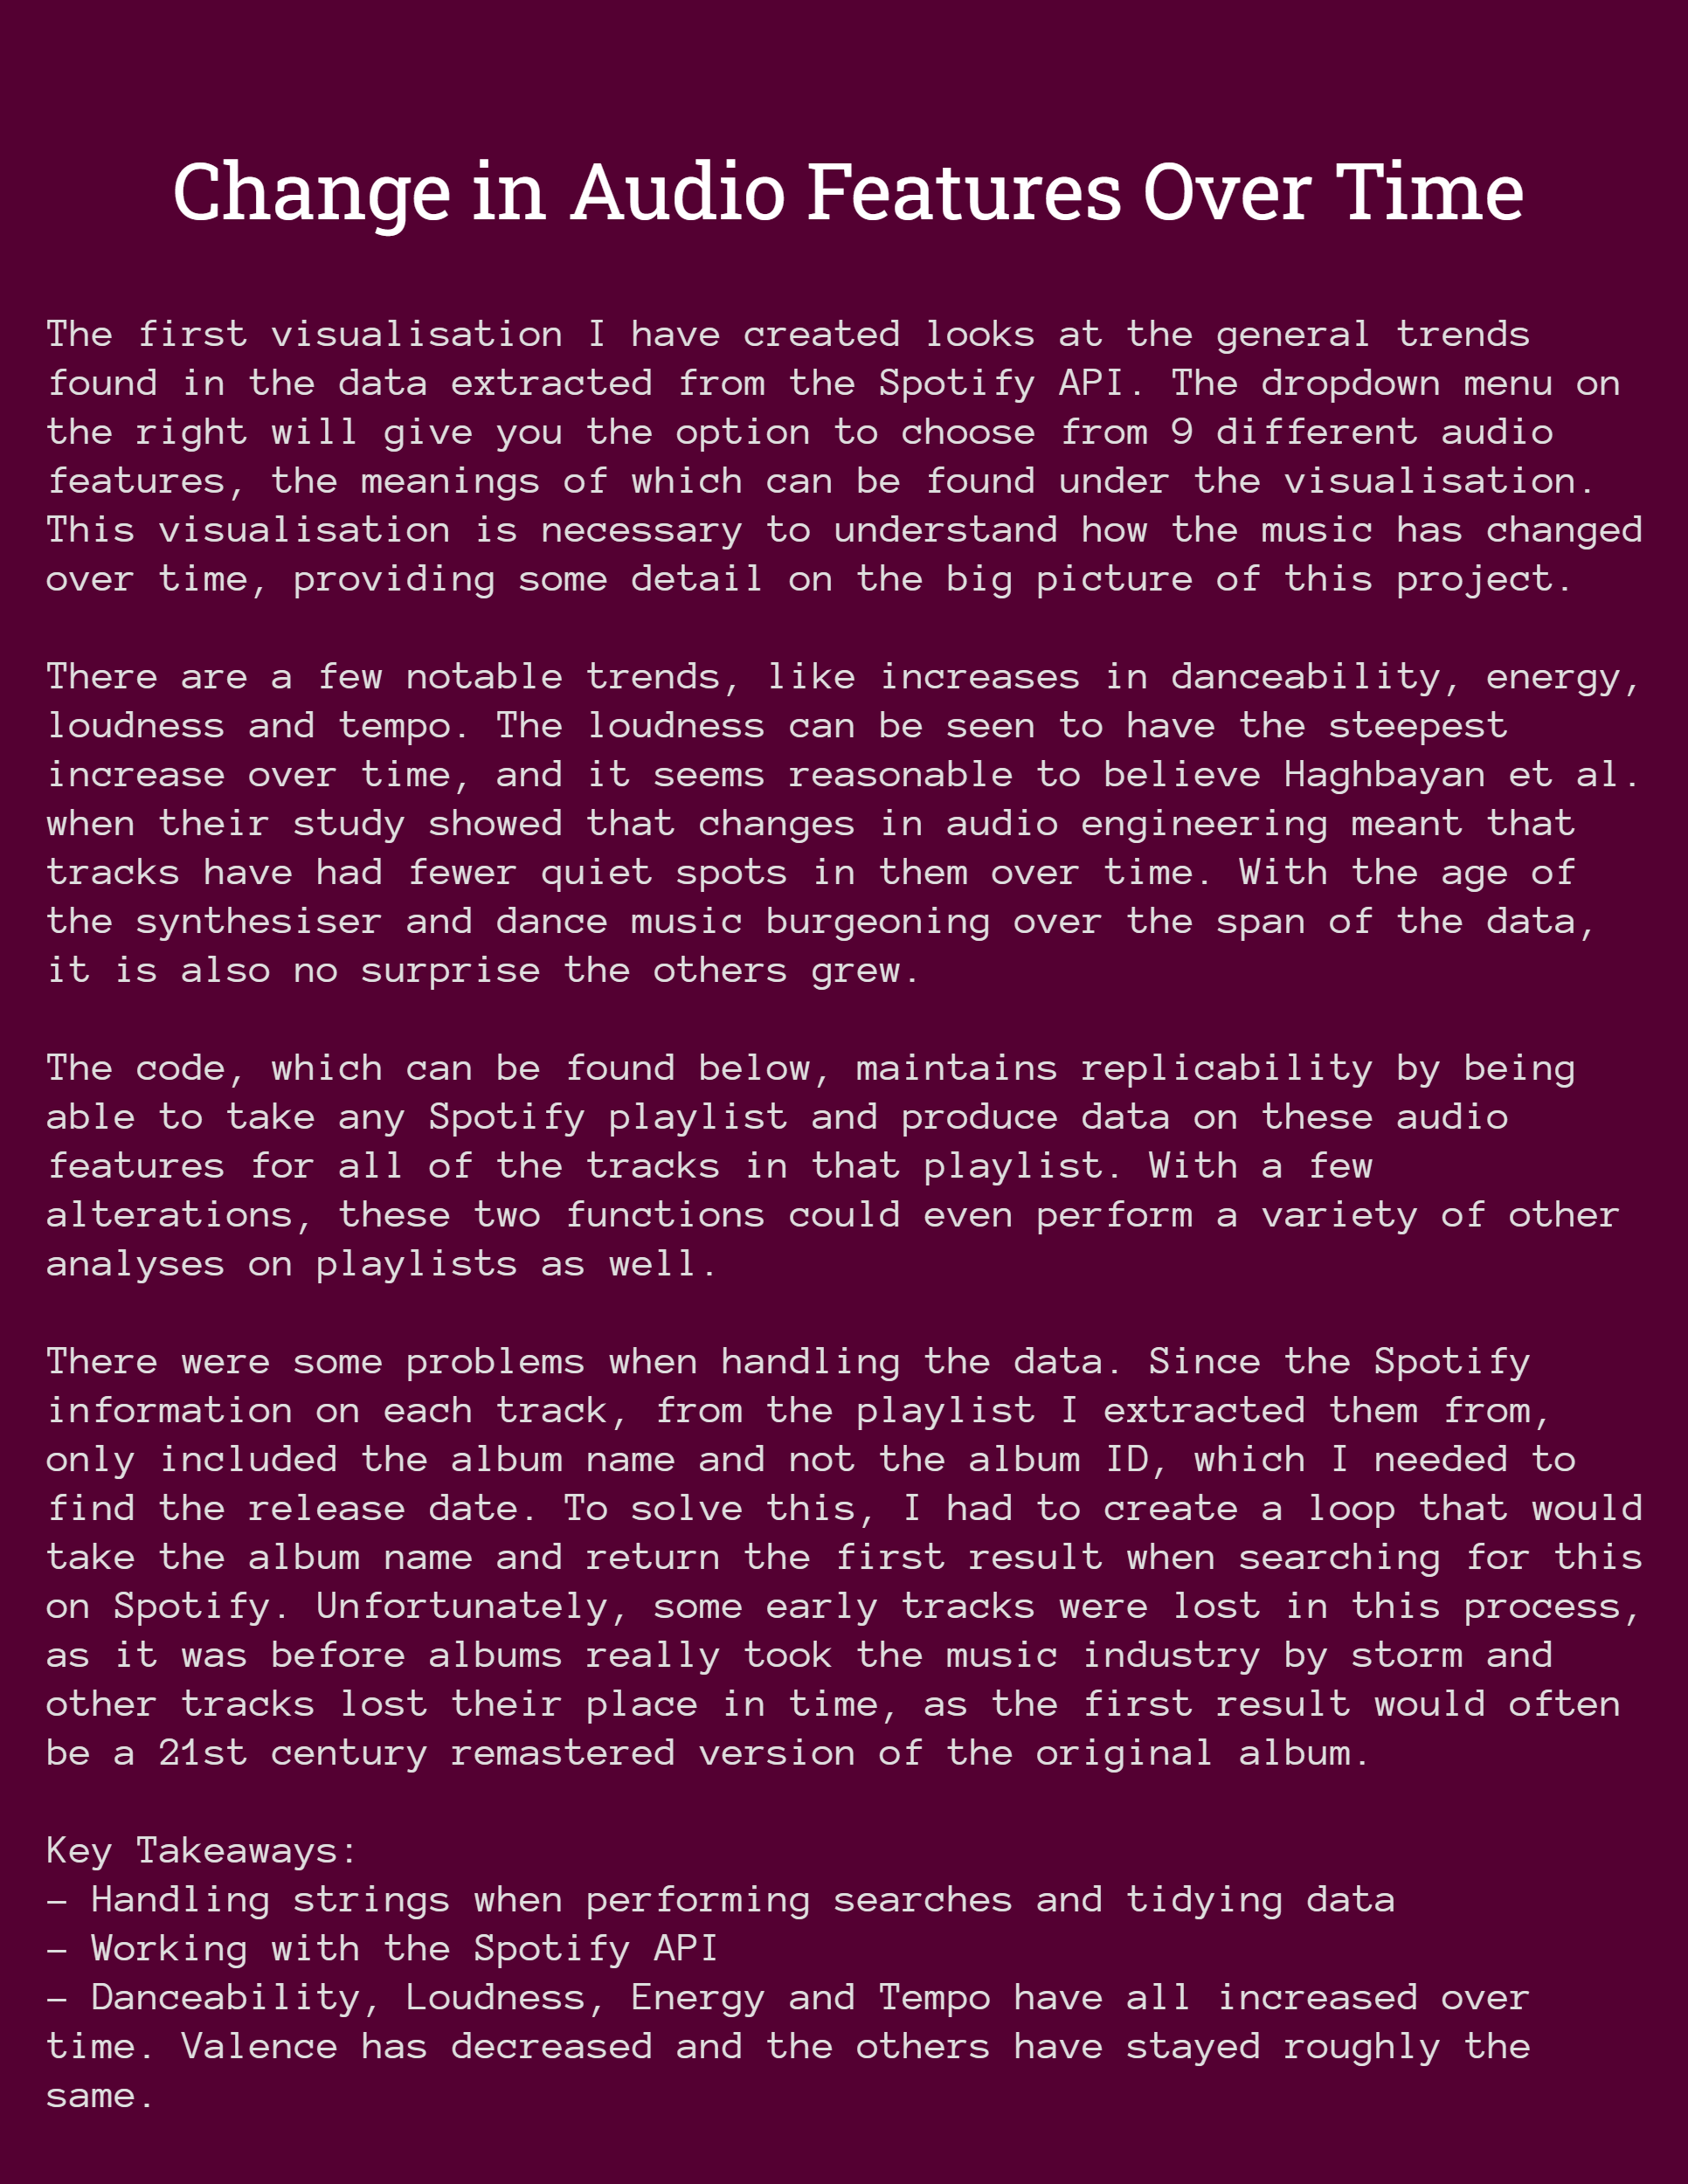 Change in Audio Features Over Time
The first visualisation I have created looks at the general trends
found in the data extracted from the Spotify API. The dropdown menu on
the right will give you the option to choose from 9 different audio
features, the meanings of which can be found under the visualisation.
This visualisation is necessary to understand how the music has changed
over time, providing some detail on the big picture of this project.
There are a few notable trends, like increases in danceability, energy,
loudness and tempo. The loudness can be seen to have the steepest
increase over time, and it seems reasonable to believe Haghbayan et al.
when their study showed that changes in audio engineering meant that
tracks have had fewer quiet spots in them over time. With the age of
the synthesiser and dance music burgeoning over the span of the data,
it is also no surprise the others grew.
The code, which can be found below, maintains replicability by being
able to take any Spotify playlist and produce data on these audio
features for all of the tracks in that playlist. With a few
alterations, these two functions could even perform a variety of other
analyses on playlists as well.
There were some problems when handling the data. Since the Spotify
information on each track, from the playlist I extracted them from,
only included the album name and not the album ID, which I needed to
find the release date. To solve this, I had to create a loop that would
take the album name and return the first result when searching for this
on Spotify. Unfortunately, some early tracks were lost in this process,
as it was before albums really took the music industry by storm and
other tracks lost their place in time, as the first result would often
be a 21st century remastered version of the original album.
Key Takeaways:
– Handling strings when performing searches and tidying data
– Working with the Spotify API
– Danceability, Loudness, Energy and Tempo have all increased over
time. Valence has decreased and the others have stayed roughly the
same.